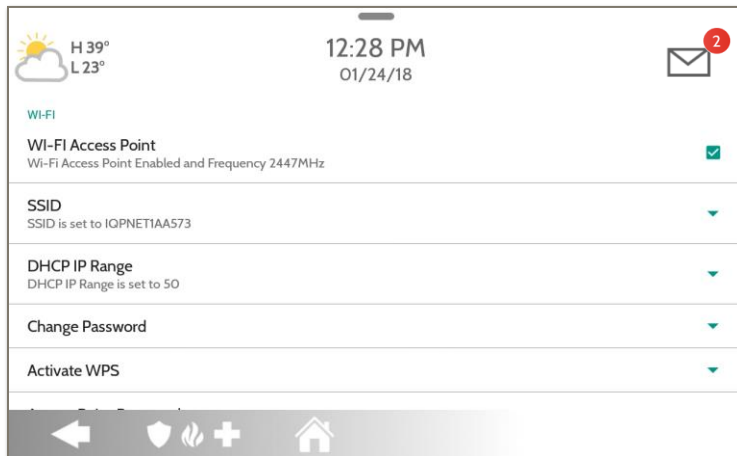 H 39°
L 23°
12:28 PM
01/24/18
2
WI-FI
WI-FI Access Point
Wi-Fi Access Point Enabled and Frequency 2447MHz
SSID
SSID is set to IQPNET1AA573
DHCP IP Range
DHCP IP Range is set to 50
Change Password
Activate WPS